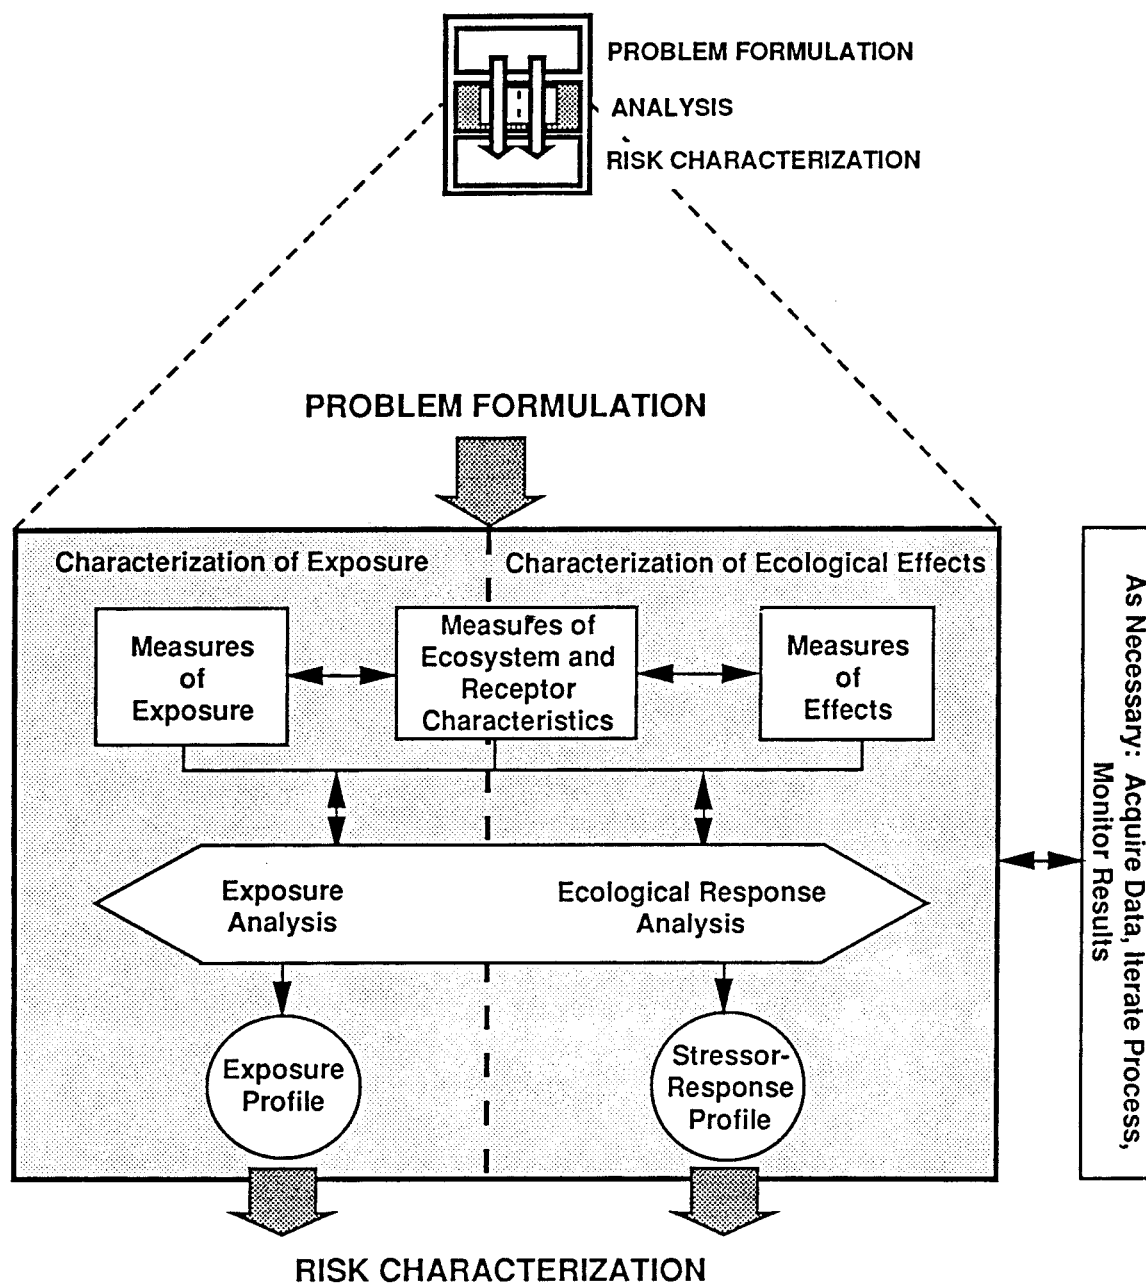 PROBLEM FORMULATION
ANALYSIS
RISK CHARACTERIZATION
PROBLEM FORMULATION
Characterization of Exposure
Characterization of Ecological Effects
Measures
of
Exposure
Measures of
Ecosystem and
Receptor
Characteristics
Measures
of
Effects
As Necessary: Acquire Data, Iterate Process,
Monitor Results
Exposure
Analysis
Ecological Response
Analysis
Exposure
Profile
Stressor-
Response
Profile
RISK CHARACTERIZATION